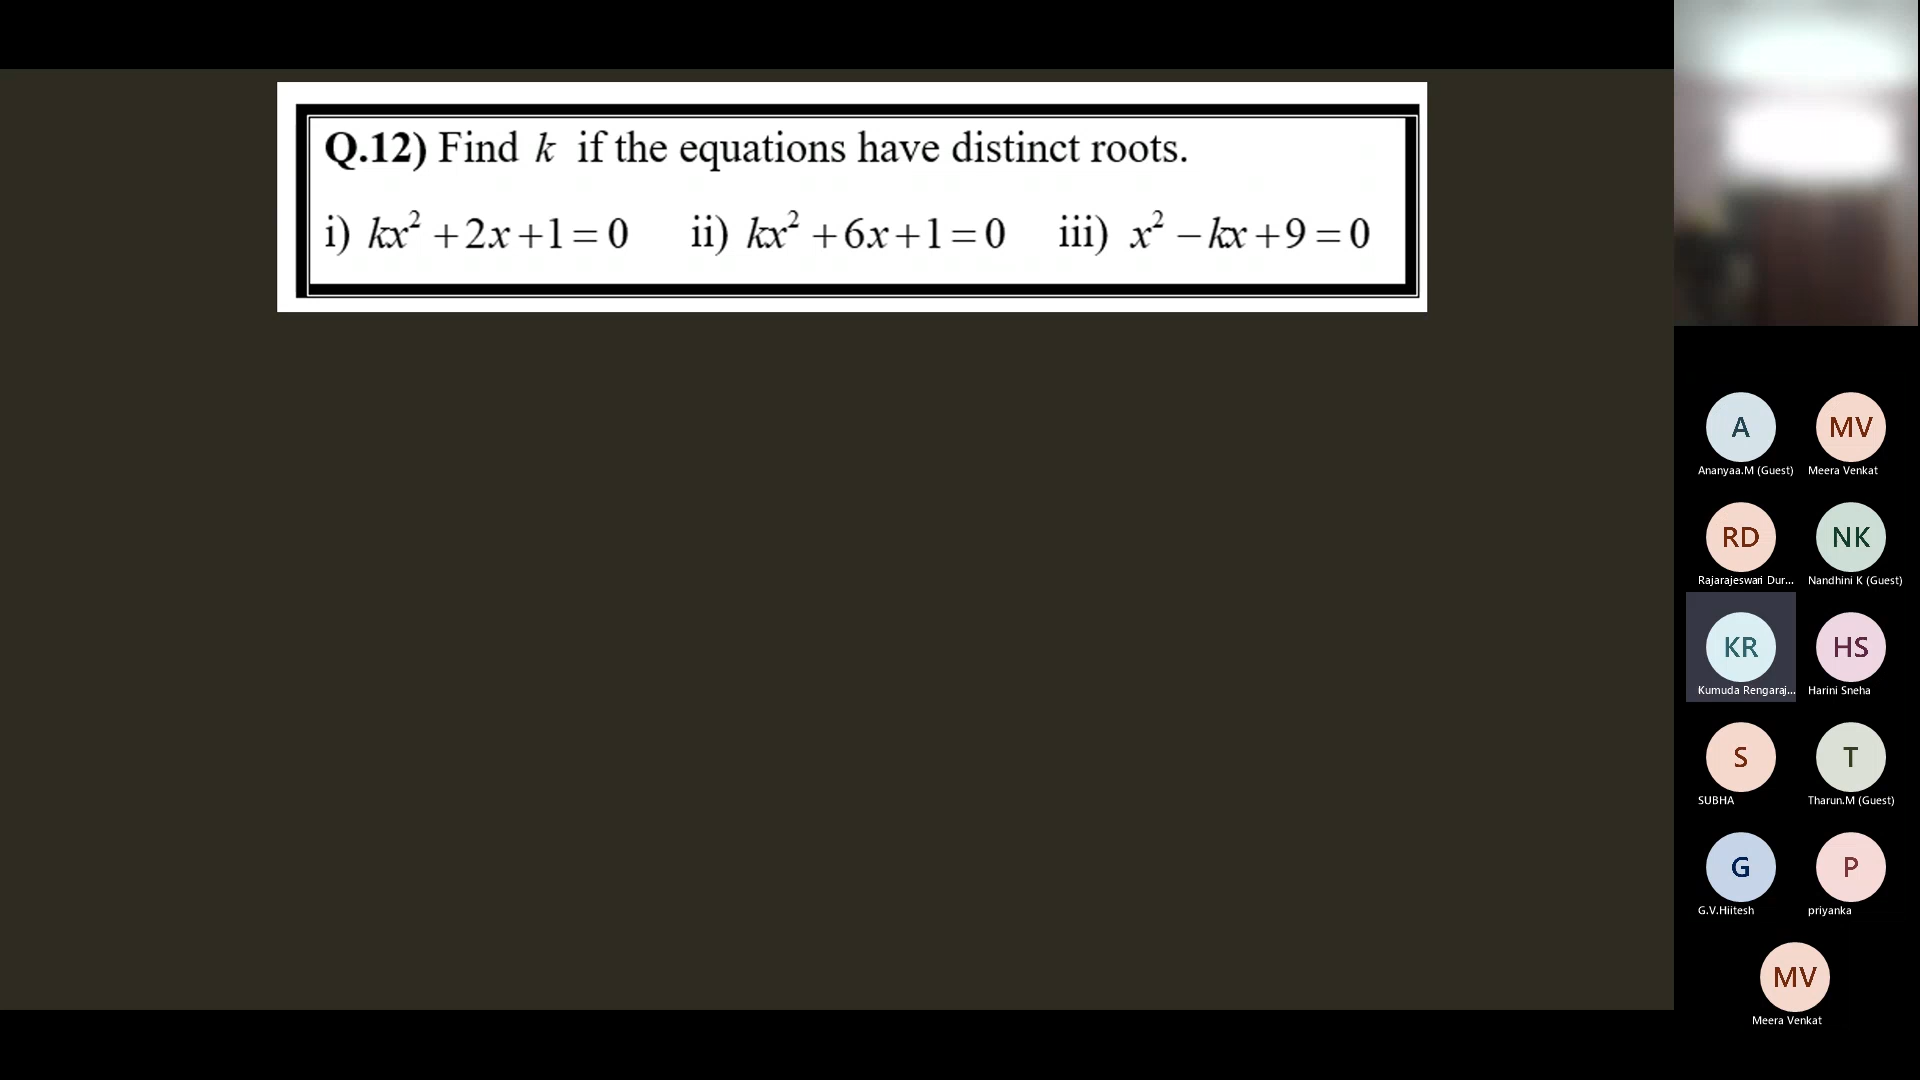 Q.12) Find k if the equations have distinct roots.
i) kx² + 2x + 1 = 0 ii) kx² + 6x + 1 = 0 iii) x² − kx + 9 = 0
A MV
Ananyaa.M (Guest) Meera Venkat
RD NK
Rajarajeswari Dur... Nandhini K (Guest)
KR HS
Kumuda Rengaraj... Harini Sneha
S T
SUBHA Tharun.M (Guest)
G P
G.V.Hiitesh priyanka
MV
Meera Venkat